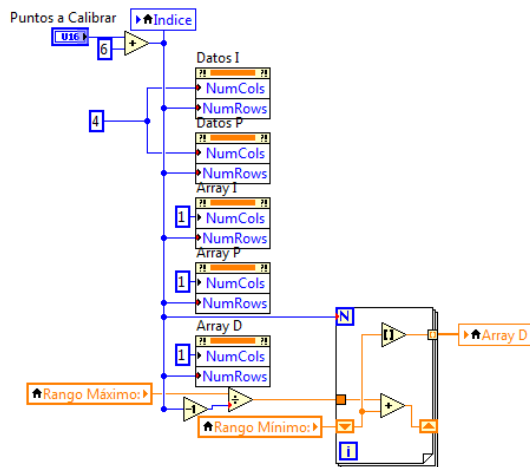 Puntos a Calibrar
Indice
U16
6
+
Datos I
NumCols
NumRows
4
Datos P
NumCols
NumRows
Array I
1
NumCols
NumRows
Array P
1
NumCols
NumRows
N
Array D
[]
Array D
1
NumCols
NumRows
Rango Máximo:
÷
-1
+
Rango Mínimo:
i